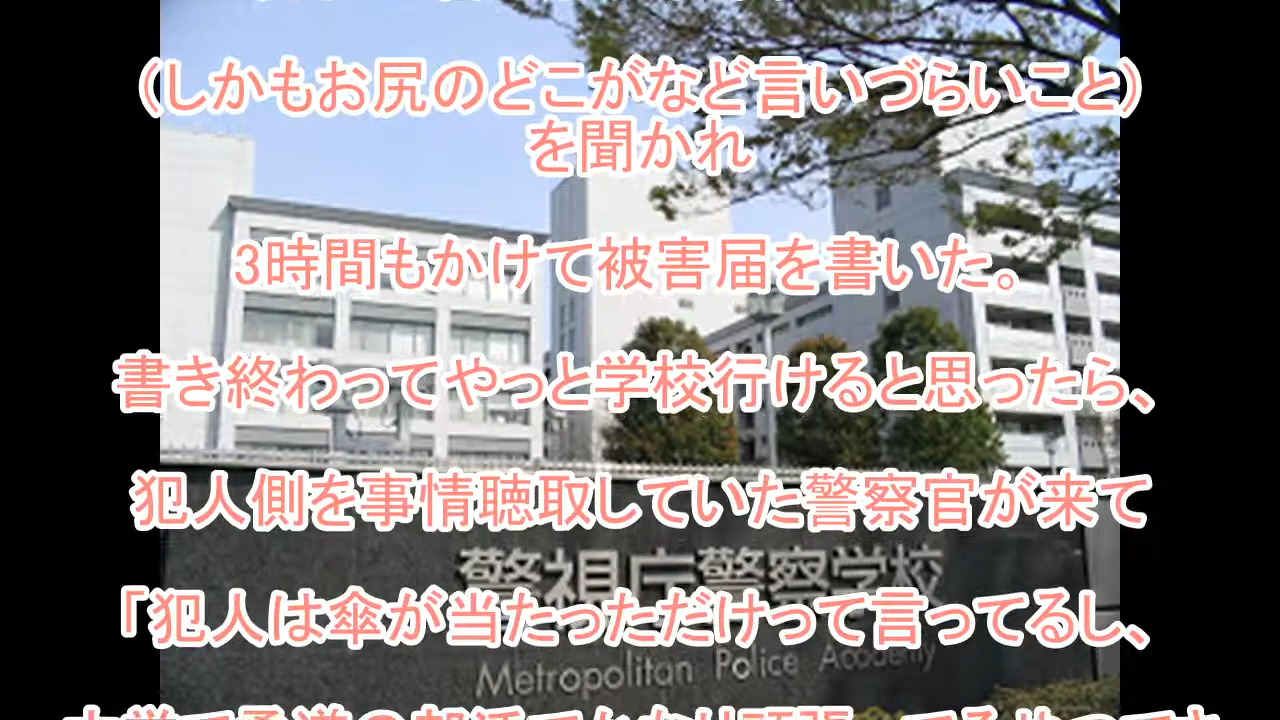 (しかもお尻のどこがなど言いづらいこと)
を聞かれ
3時間もかけて被害届を書いた。
書き終わってやっと学校行けると思ったら、
犯人側を事情聴取していた警察官が来て
警視庁警察学校
「犯人は傘が当たっただけって言ってるし、
Metropolitan Police Academy